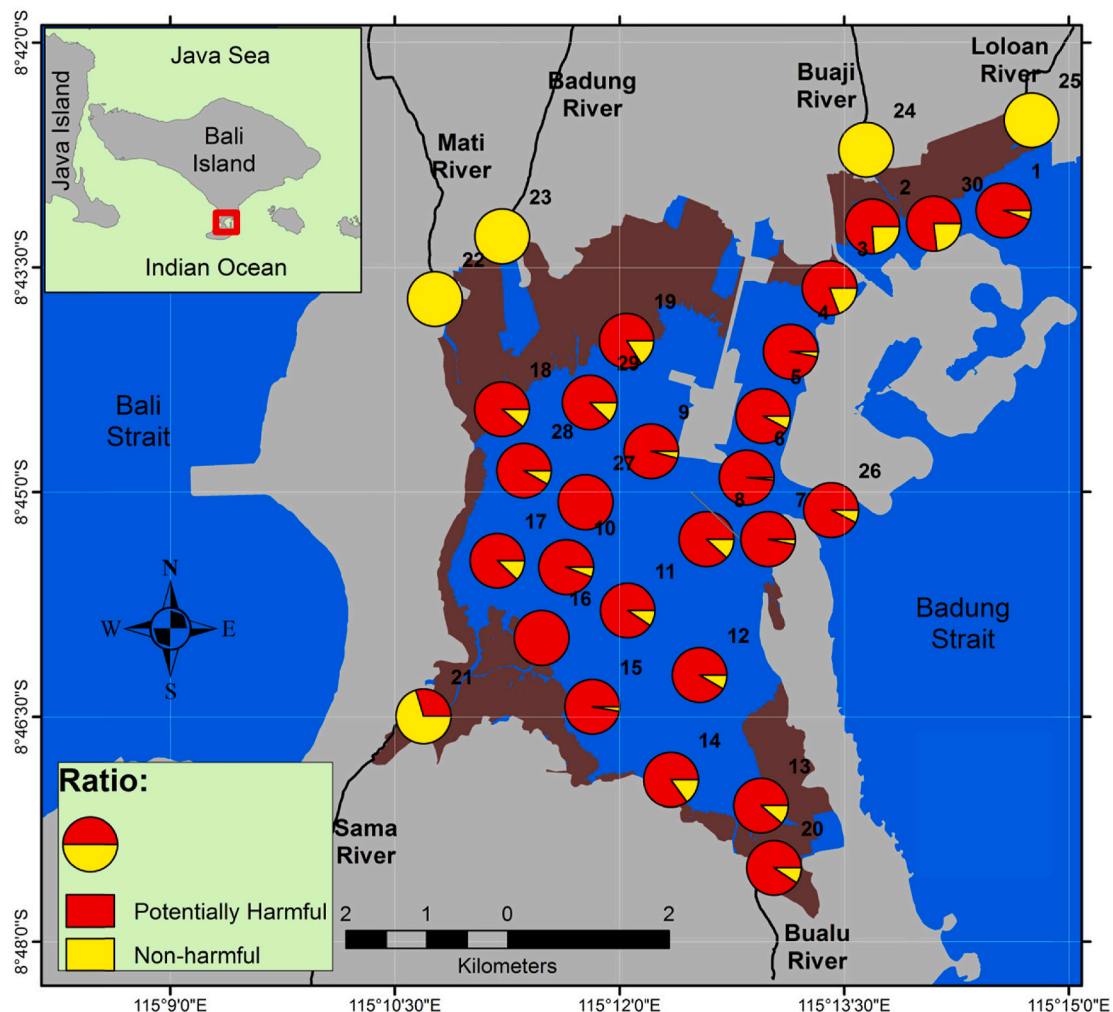 8°42'0"S
8°43'30"S
8°45'0"S
8°46'30"S
8°48'0"S
Java Sea
Java Island
Bali
Island
Indian Ocean
Mati
River
Badung
River
Buaji
River
Loloan
River
25
24
1
30
2
3
23
22
4
19
29
5
18
9
28
6
27
26
7
8
17
10
11
16
12
15
21
14
13
20
Bali
Strait
Badung
Strait
N
W
E
S
Sama
River
Bualu
River
Ratio:
Potentially Harmful
Non-harmful
2
1
0
2
Kilometers
115°9'0"E
115°10'30"E
115°12'0"E
115°13'30"E
115°15'0"E